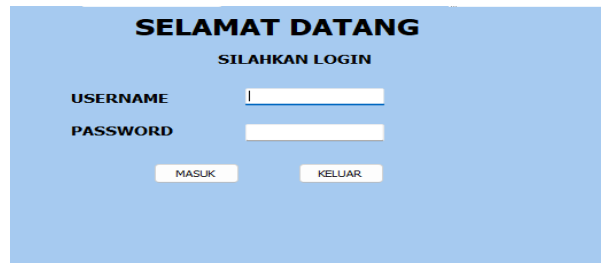 SELAMAT DATANG
SILAHKAN LOGIN
USERNAME
PASSWORD
MASUK KELUAR